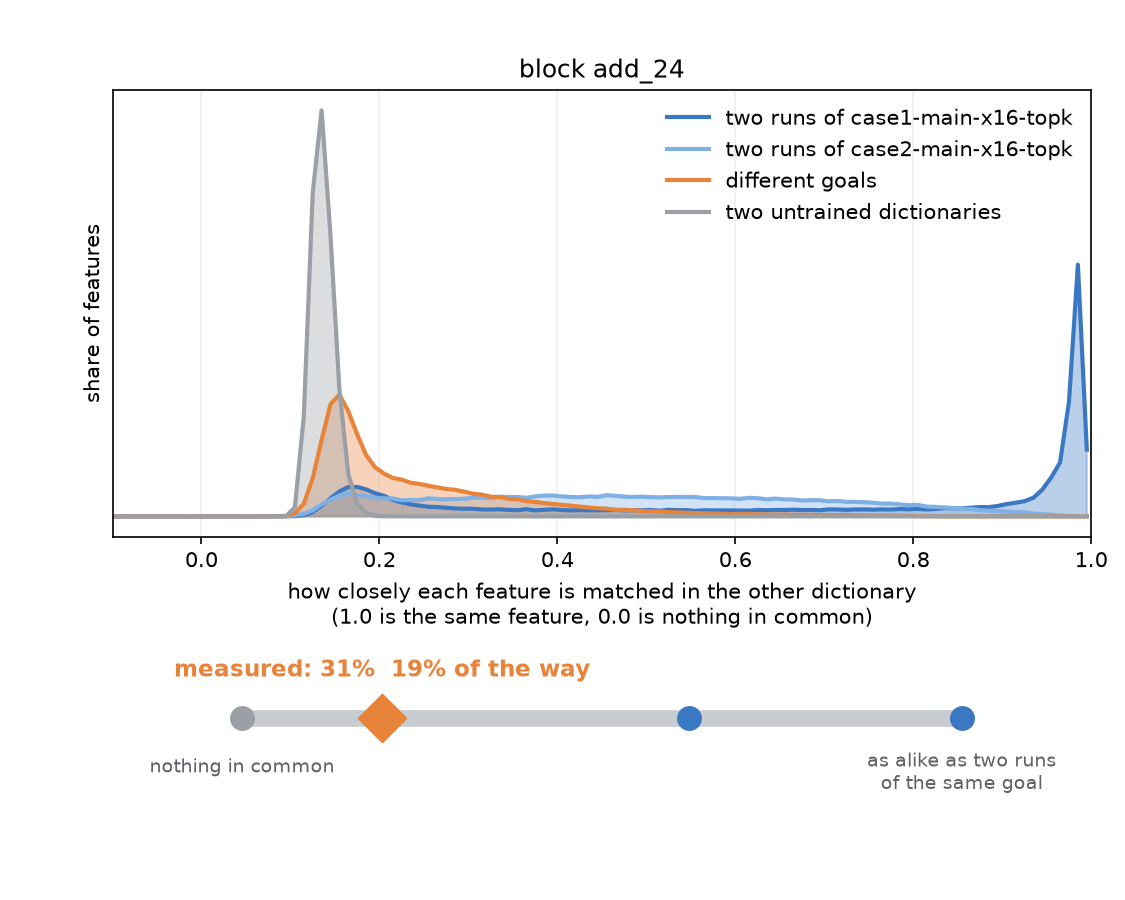 block add_24
two runs of case1-main-x16-topk
two runs of case2-main-x16-topk
different goals
two untrained dictionaries
share of features
0.0 0.2 0.4 0.6 0.8 1.0
how closely each feature is matched in the other dictionary
(1.0 is the same feature, 0.0 is nothing in common)
measured: 31%  19% of the way
nothing in common
as alike as two runs
of the same goal